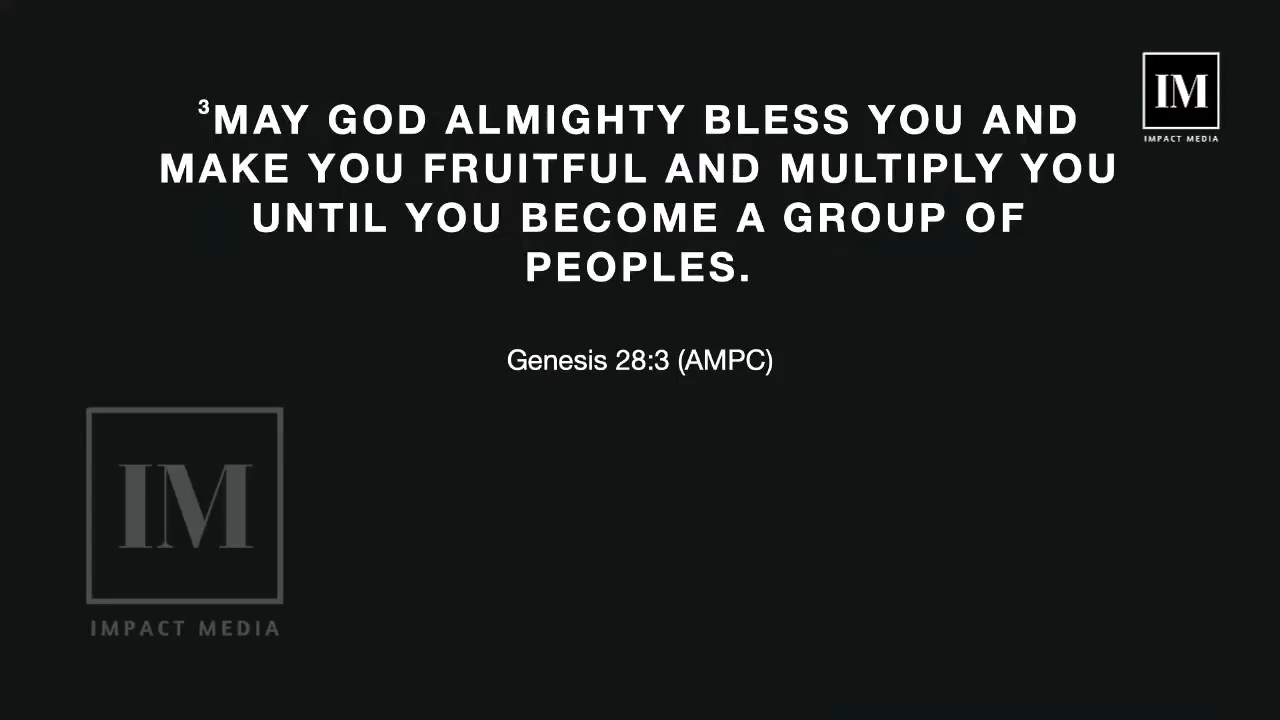 ³MAY GOD ALMIGHTY BLESS YOU AND
MAKE YOU FRUITFUL AND MULTIPLY YOU
UNTIL YOU BECOME A GROUP OF
PEOPLES.
Genesis 28:3 (AMPC)
IM
IMPACT MEDIA
IM
IMPACT MEDIA